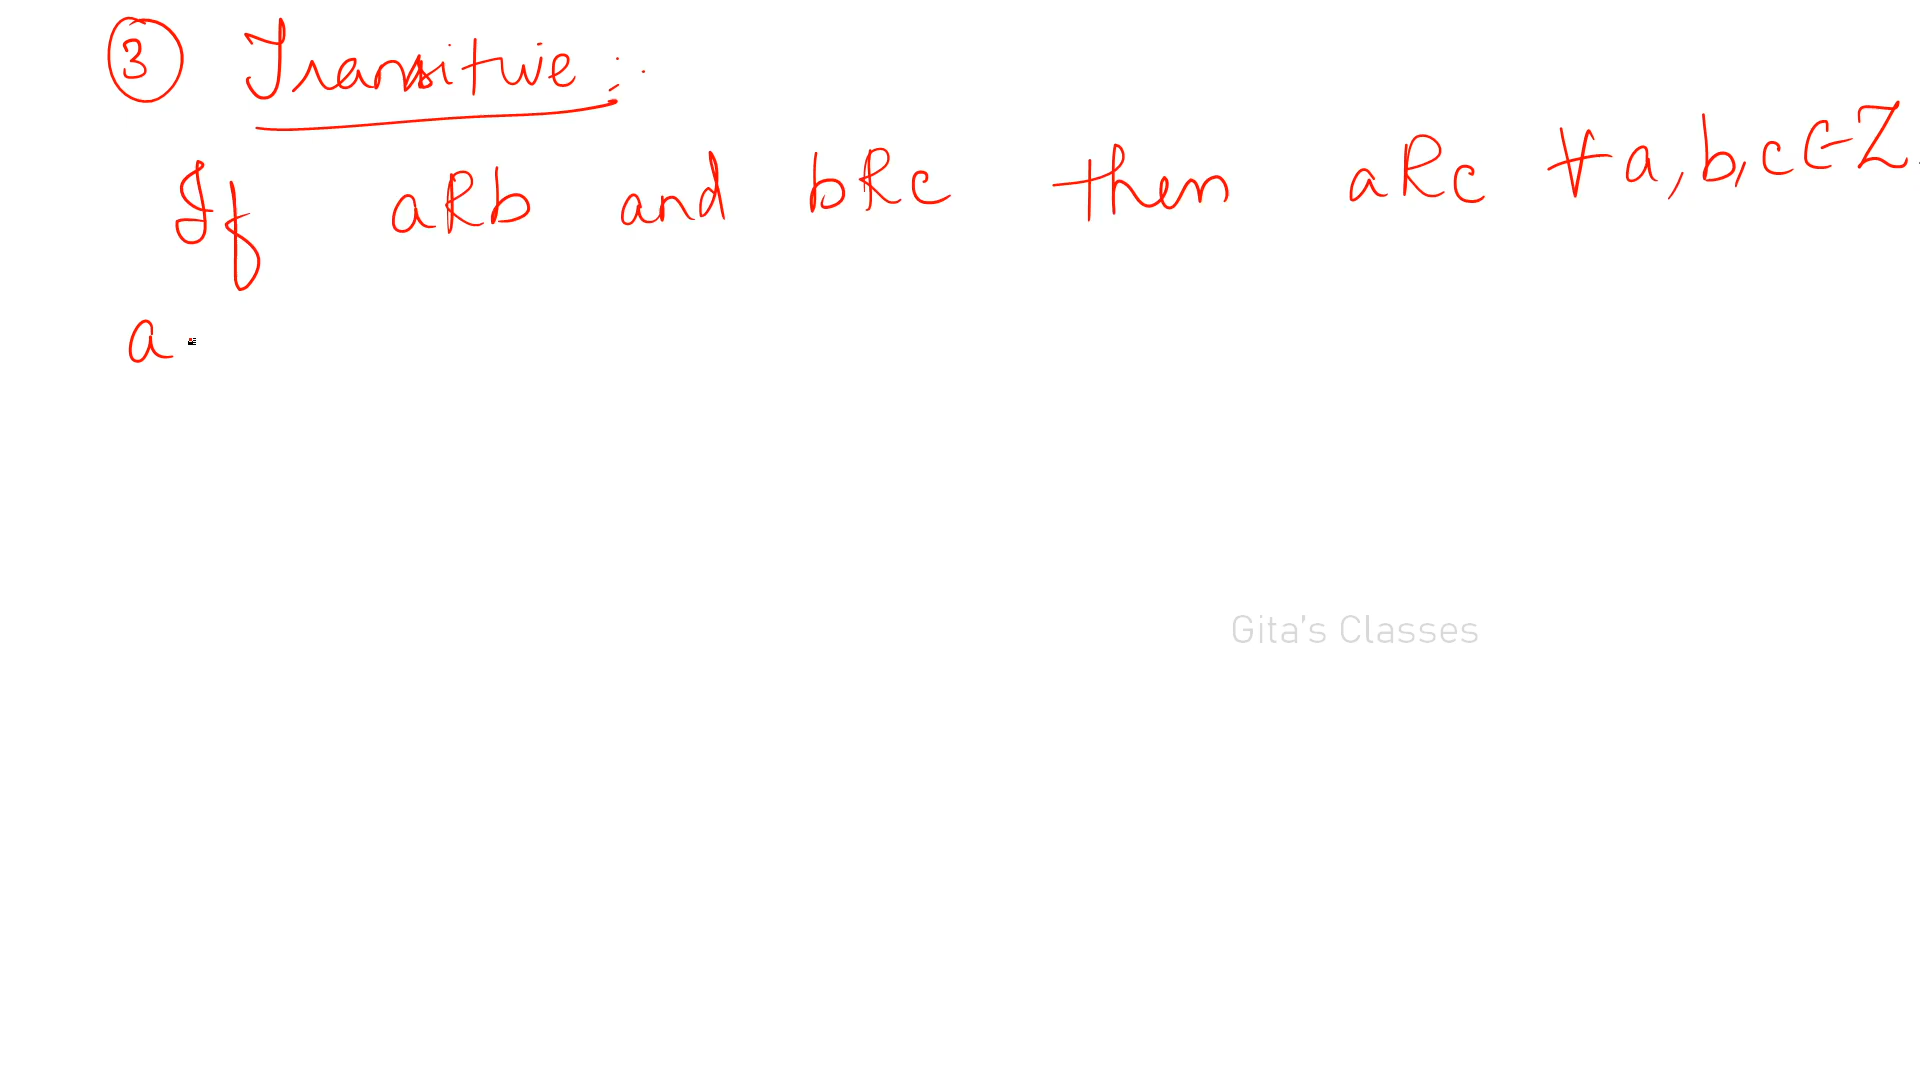 ③ Transitive :-
If aRb and bRc then aRc ∀ a, b, c ∈ Z.
a
Gita's Classes